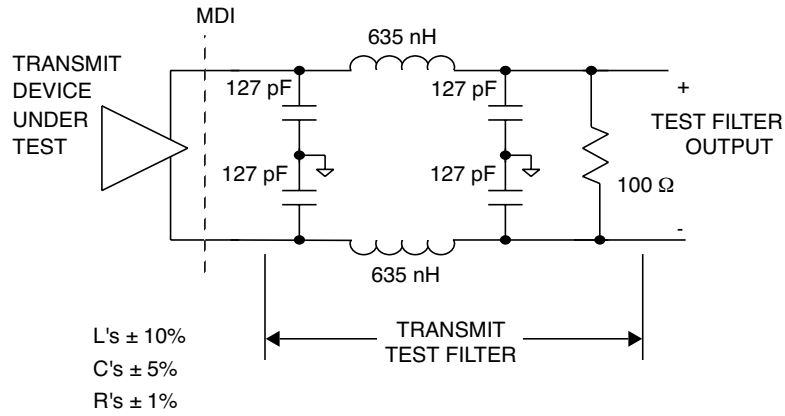 MDI
635 nH
TRANSMIT
DEVICE
UNDER
TEST
127 pF
127 pF
+
TEST FILTER
OUTPUT
127 pF
127 pF
100 Ω
-
635 nH
L's ± 10%
C's ± 5%
R's ± 1%
TRANSMIT
TEST FILTER